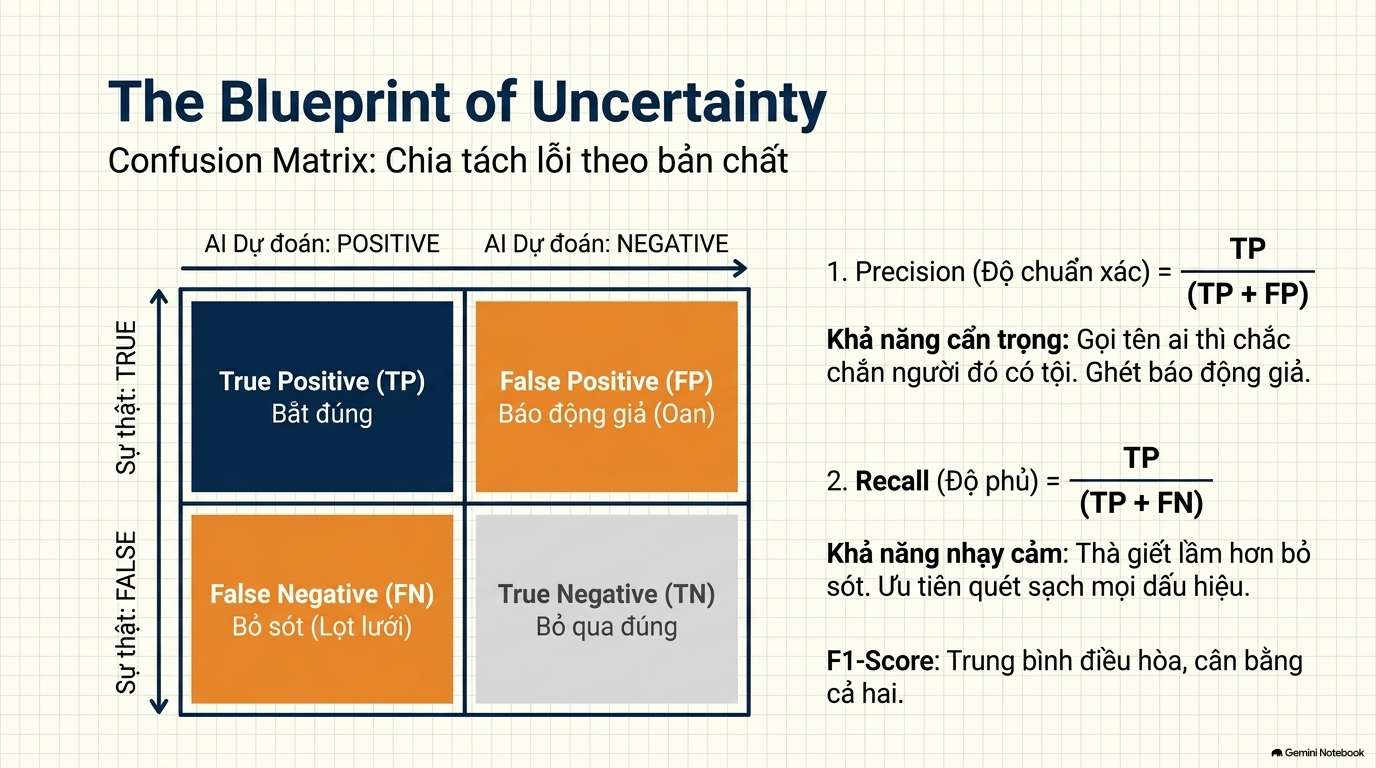 The Blueprint of Uncertainty
Confusion Matrix: Chia tách lỗi theo bản chất
AI Dự đoán: POSITIVE
AI Dự đoán: NEGATIVE
Sự thật: TRUE
True Positive (TP)
Bắt đúng
False Positive (FP)
Báo động giả (Oan)
Sự thật: FALSE
False Negative (FN)
Bỏ sót (Lọt lưới)
True Negative (TN)
Bỏ qua đúng
1. Precision (Độ chuẩn xác) =
TP
(TP + FP)
Khả năng cẩn trọng: Gọi tên ai thì chắc
chắn người đó có tội. Ghét báo động giả.
2. Recall (Độ phủ) =
TP
(TP + FN)
Khả năng nhạy cảm: Thà giết lầm hơn bỏ
sót. Ưu tiên quét sạch mọi dấu hiệu.
F1-Score: Trung bình điều hòa, cân bằng
cả hai.
Gemini Notebook